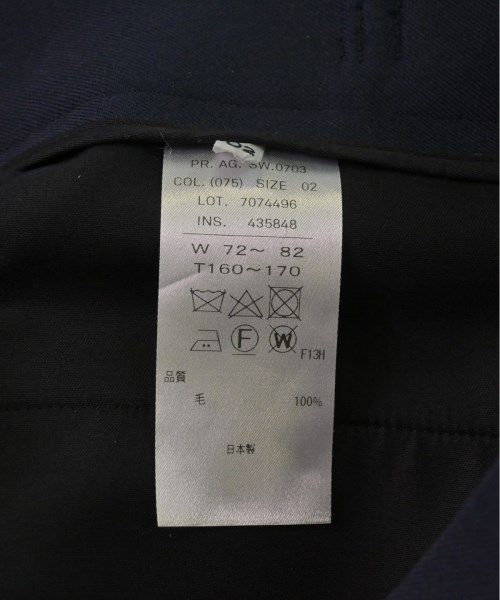 PR. AG. SW.0703
COL. (075) SIZE 02
LOT. 7074496
INS. 435848
W 72～ 82
T160～170
F W F13H
品質
毛 100%
日本製